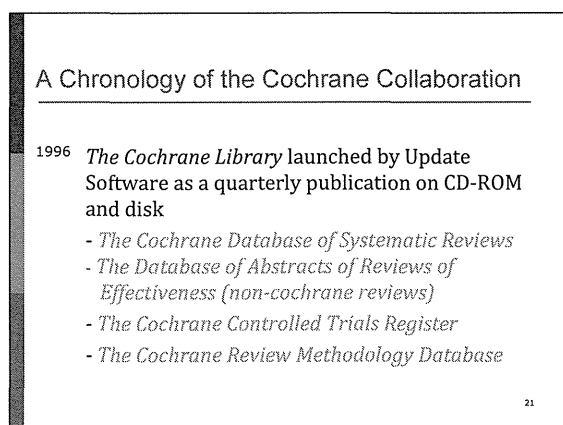 A Chronology of the Cochrane Collaboration
1996 The Cochrane Library launched by Update
Software as a quarterly publication on CD-ROM
and disk
- The Cochrane Database of Systematic Reviews
- The Database of Abstracts of Reviews of
Effectiveness (non-cochrane reviews)
- The Cochrane Controlled Trials Register
- The Cochrane Review Methodology Database
21